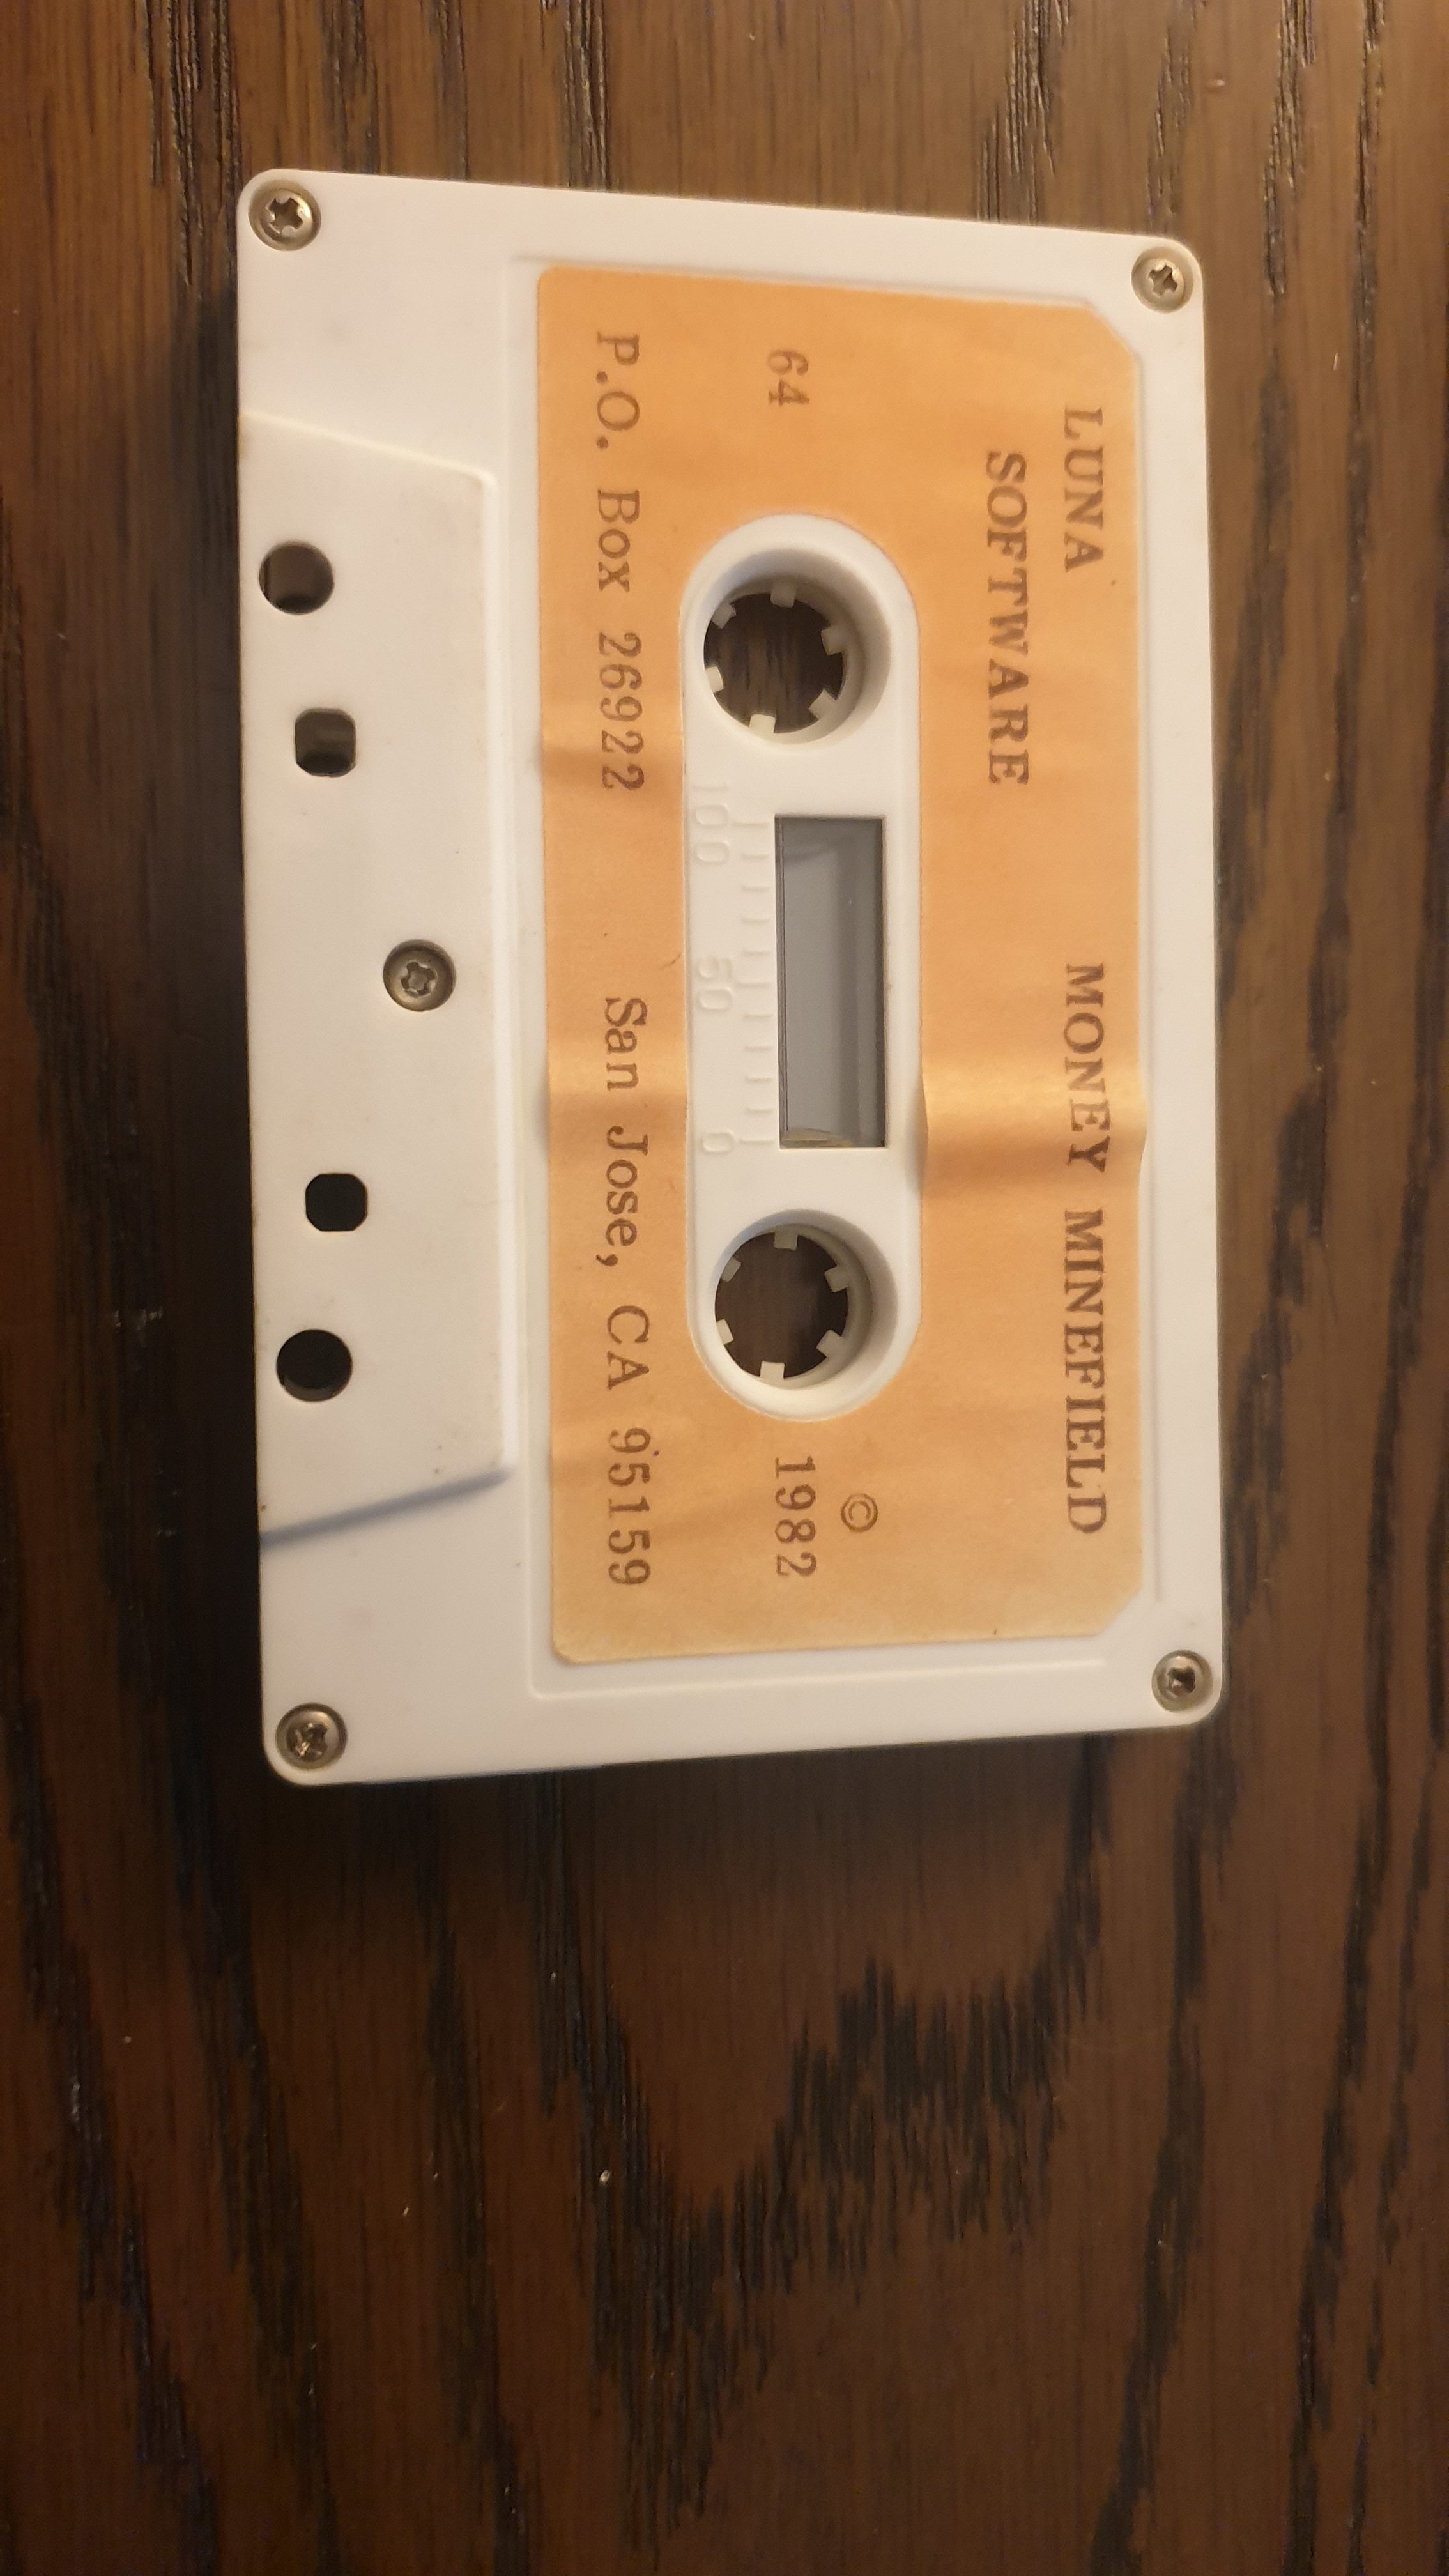 LUNA MONEY MINEFIELD
SOFTWARE
©
64 1982
100 50 0
P.O. Box 26922 San Jose, CA 95159